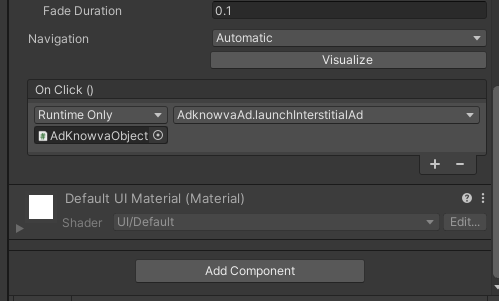 Fade Duration 0.1
Navigation Automatic
Visualize
On Click ()
Runtime Only AdknowvaAd.launchInterstitialAd
AdKnowvaObject
+ −
Default UI Material (Material)
Shader UI/Default Edit...
Add Component